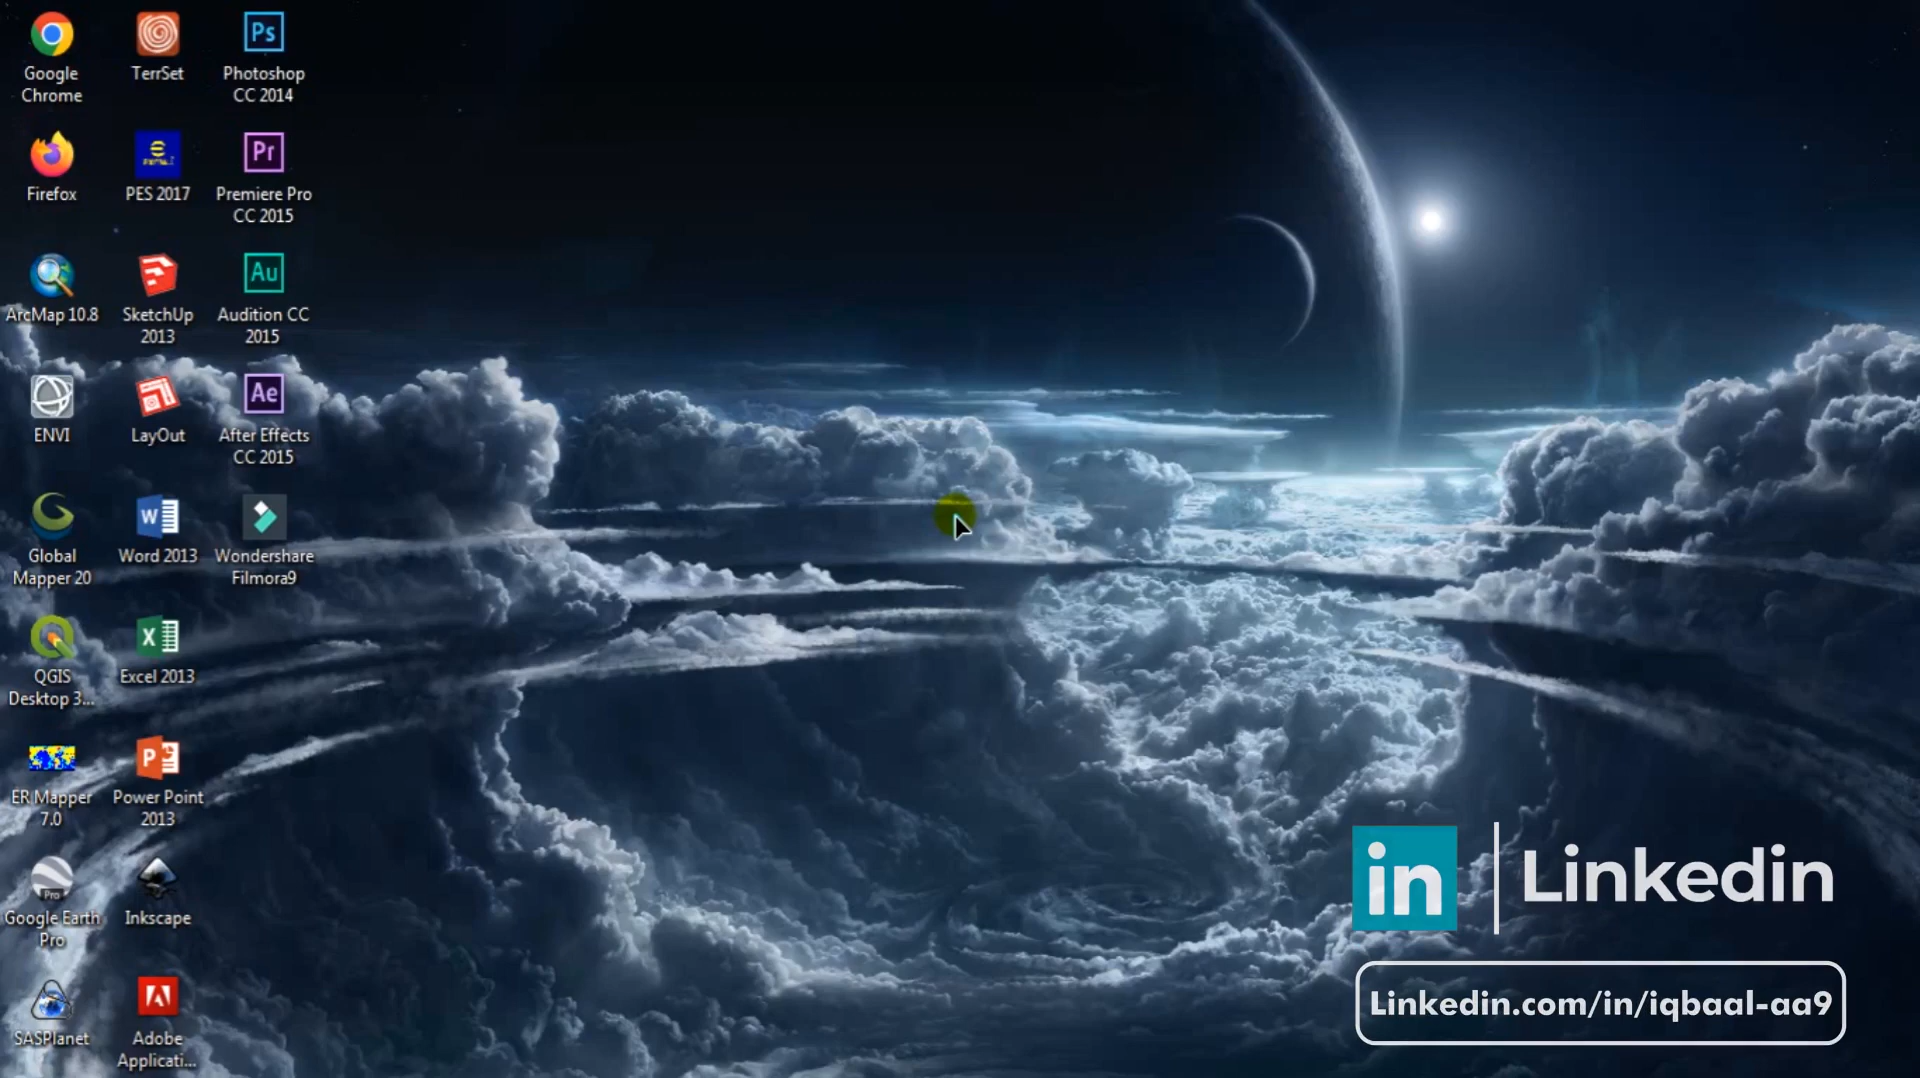 Google
Chrome
TerrSet
Ps
Photoshop
CC 2014
Firefox
PES 2017
Pr
Premiere Pro
CC 2015
ArcMap 10.8
SketchUp
2013
Au
Audition CC
2015
ENVI
LayOut
Ae
After Effects
CC 2015
Global
Mapper 20
W
Word 2013
Wondershare
Filmora9
QGIS
Desktop 3...
X
Excel 2013
ER Mapper
7.0
P
Power Point
2013
Pro
Google Earth
Pro
Inkscape
SASPlanet
Adobe
Applicati...
in
Linkedin
Linkedin.com/in/iqbaal-aa9